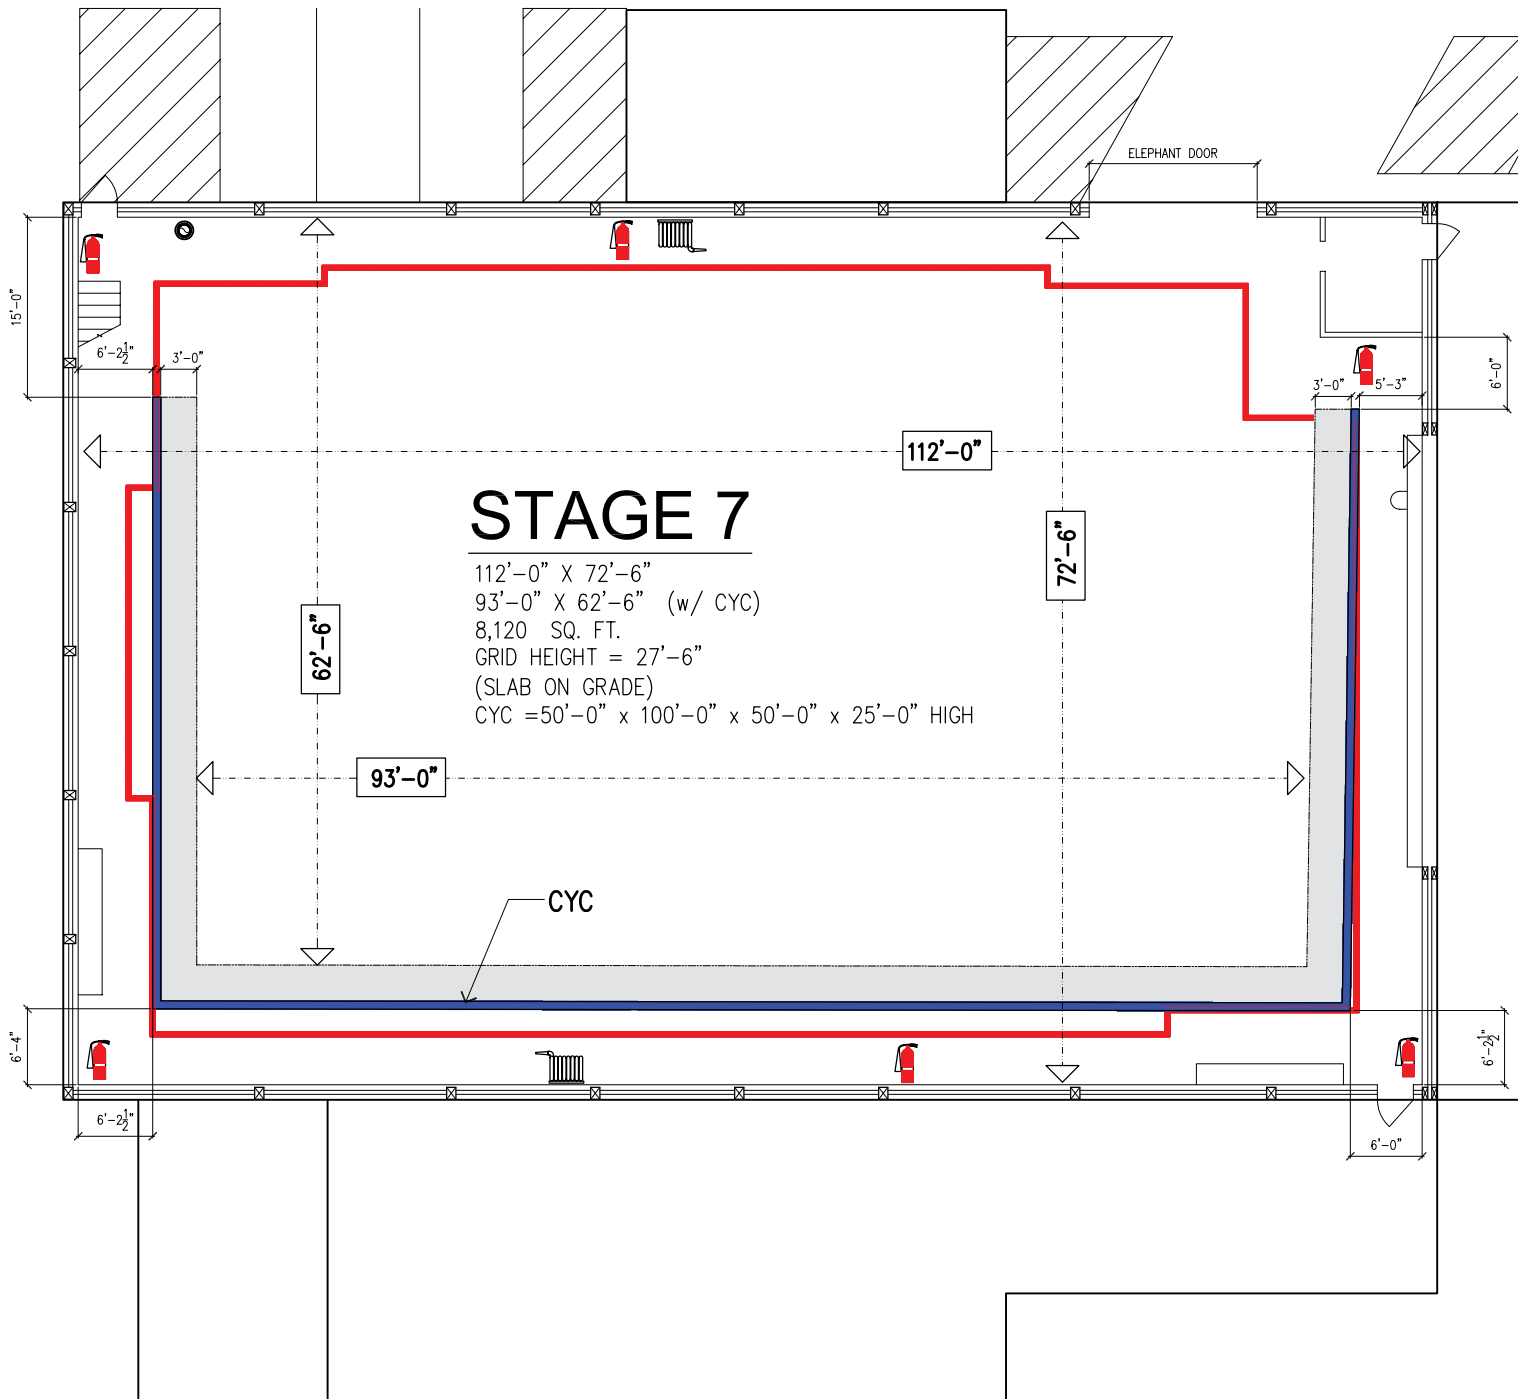 ELEPHANT DOOR
15'-0"
6'-2½"
3'-0"
3'-0"
5'-3"
6'-0"
112'-0"
STAGE 7
112'-0" X 72'-6"
93'-0" X 62'-6" (w/ CYC)
8,120 SQ. FT.
GRID HEIGHT = 27'-6"
(SLAB ON GRADE)
CYC =50'-0" x 100'-0" x 50'-0" x 25'-0" HIGH
72'-6"
62'-6"
93'-0"
CYC
6'-4"
6'-2½"
6'-2½"
6'-0"